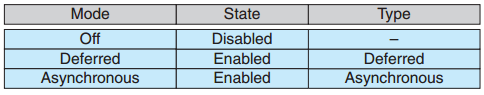 Mode State Type
Off Disabled –
Deferred Enabled Deferred
Asynchronous Enabled Asynchronous